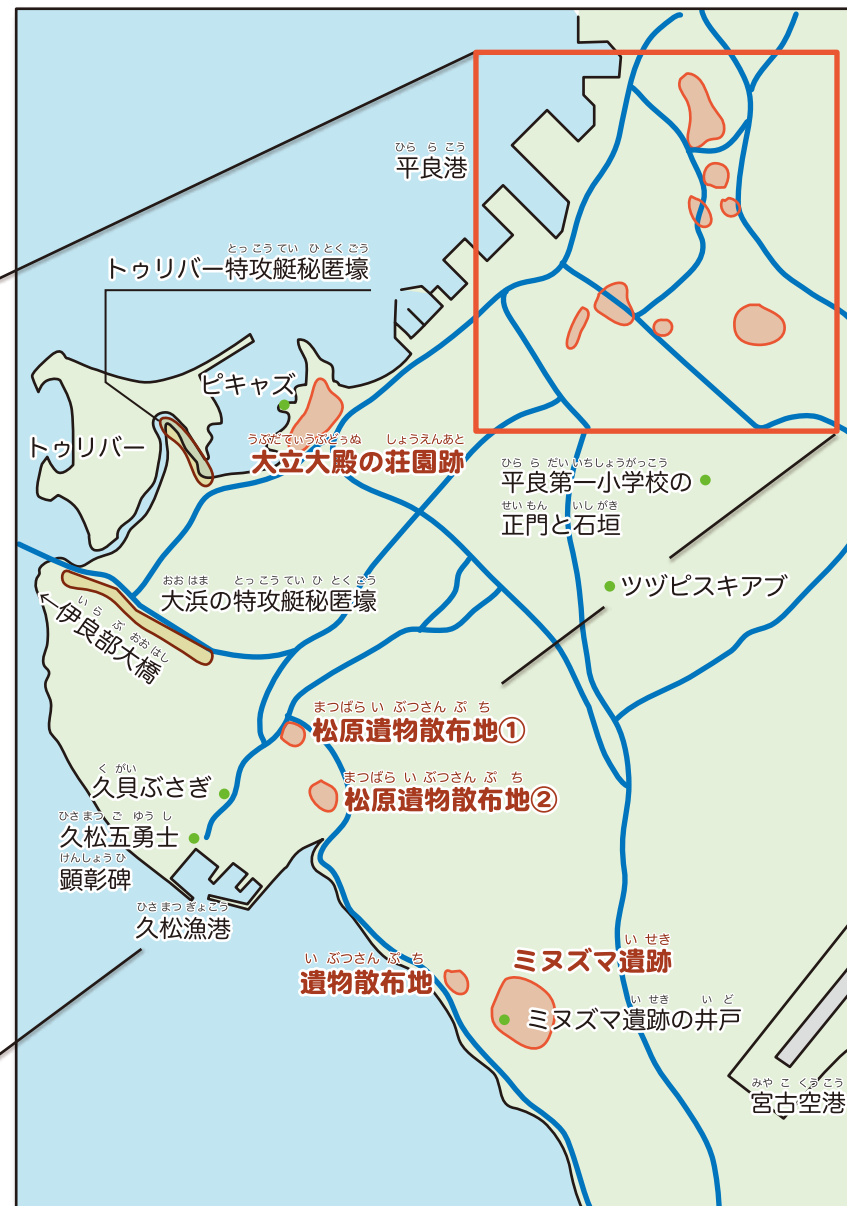 ひららこう
平良港
とっこうていひとくごう
トゥリバー特攻艇秘匿壕
ピキャズ
トゥリバー
うぷだてぃうぷどぅぬ しょうえんあと
大立大殿の荘園跡
ひららだいいちしょうがっこう
平良第一小学校の
せいもん いしがき
正門と石垣
ツヅピスキアブ
おおはま とっこうていひとくごう
大浜の特攻艇秘匿壕
いらぶおおはし
←伊良部大橋
まつばらいぶつさんぷち
松原遺物散布地①
まつばらいぶつさんぷち
松原遺物散布地②
くがい
久貝ぶさぎ
ひさまつごゆうし
久松五勇士
けんしょうひ
顕彰碑
ひさまつぎょこう
久松漁港
いぶつさんぷち
遺物散布地
いせき
ミヌズマ遺跡
いせき いど
ミヌズマ遺跡の井戸
みやこくうこう
宮古空港